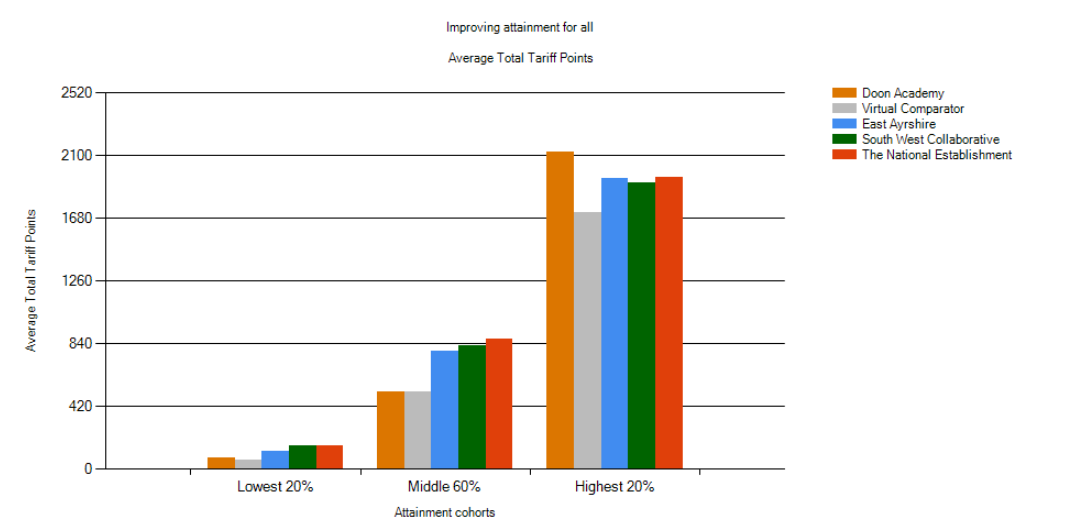 Improving attainment for all
Average Total Tariff Points
2520
2100
1680
1260
840
420
0
Average Total Tariff Points
Lowest 20%
Middle 60%
Highest 20%
Attainment cohorts
Doon Academy
Virtual Comparator
East Ayrshire
South West Collaborative
The National Establishment